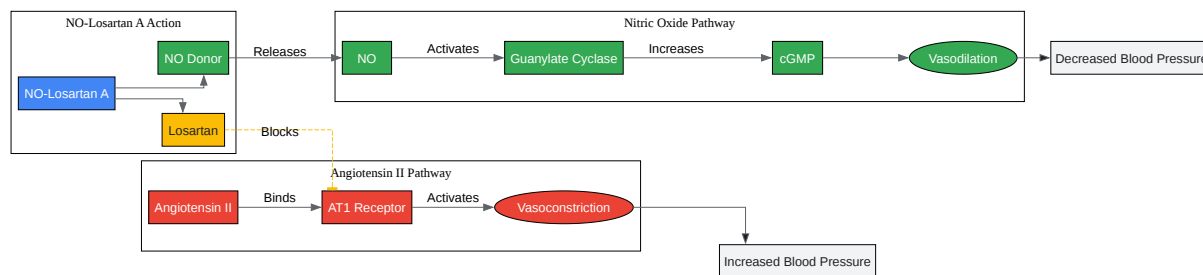 NO-Losartan A Action
Nitric Oxide Pathway
NO Donor
Releases
NO
Activates
Guanylate Cyclase
Increases
cGMP
Vasodilation
Decreased Blood Pressure
NO-Losartan A
Losartan
Blocks
Angiotensin II Pathway
Angiotensin II
Binds
AT1 Receptor
Activates
Vasoconstriction
Increased Blood Pressure